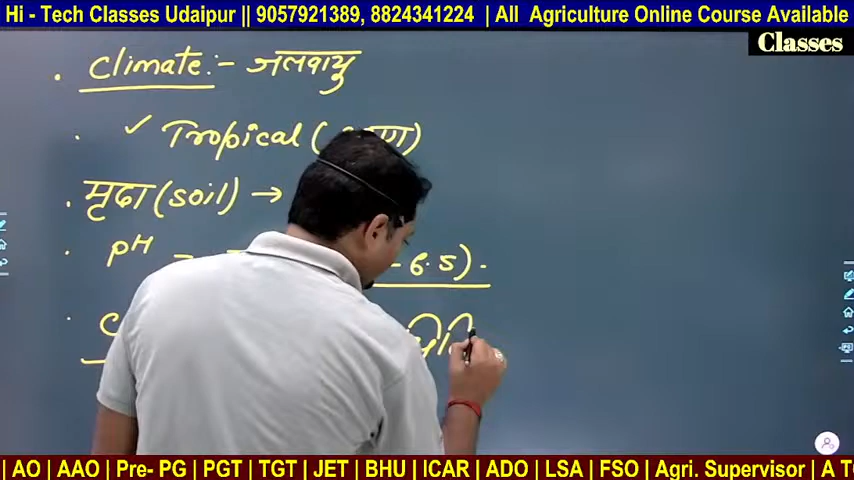 Hi - Tech Classes Udaipur || 9057921389, 8824341224 | All Agriculture Online Course Available
Classes
Climate :- जलवायु
✓ Tropical (
मृदा (soil) →
pH - 6.5).
| AO | AAO | Pre- PG | PGT | TGT | JET | BHU | ICAR | ADO | LSA | FSO | Agri. Supervisor | A T